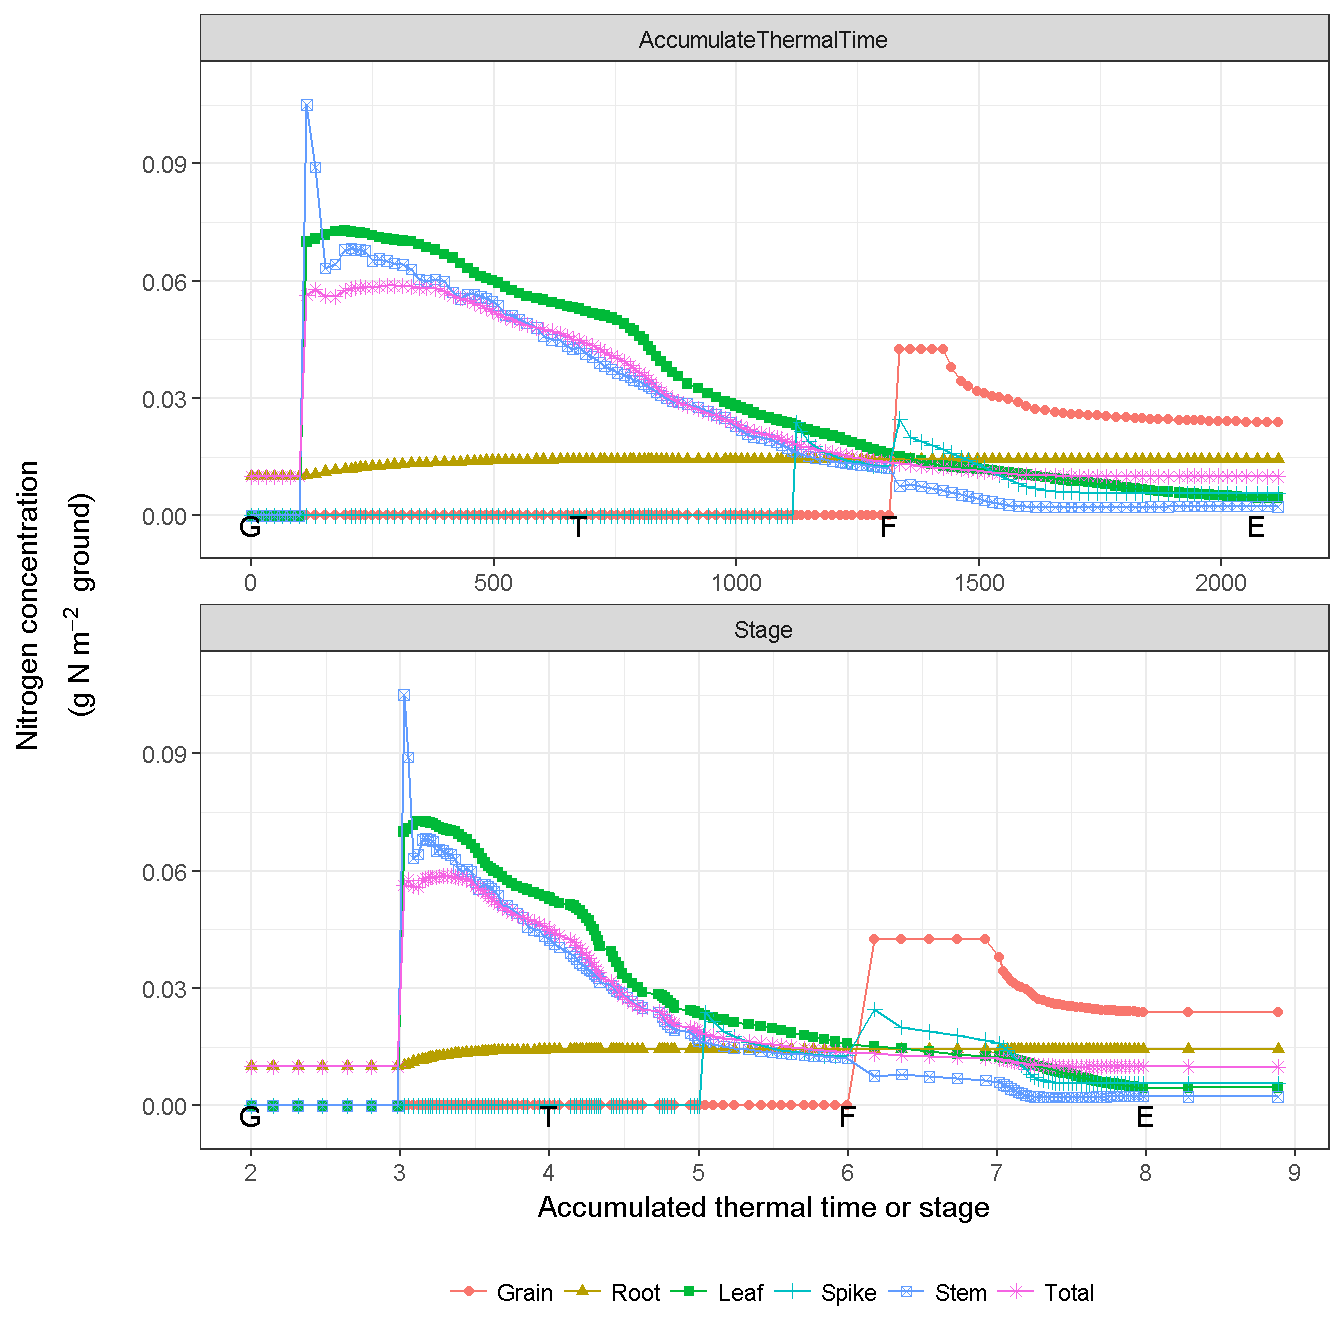 AccumulateThermalTime
0.09
0.06
0.03
0.00
G T F E
0 500 1000 1500 2000
Nitrogen concentration
(g N m−2 ground)
Stage
0.09
0.06
0.03
0.00
G T F E
2 3 4 5 6 7 8 9
Accumulated thermal time or stage
Grain Root Leaf Spike Stem Total